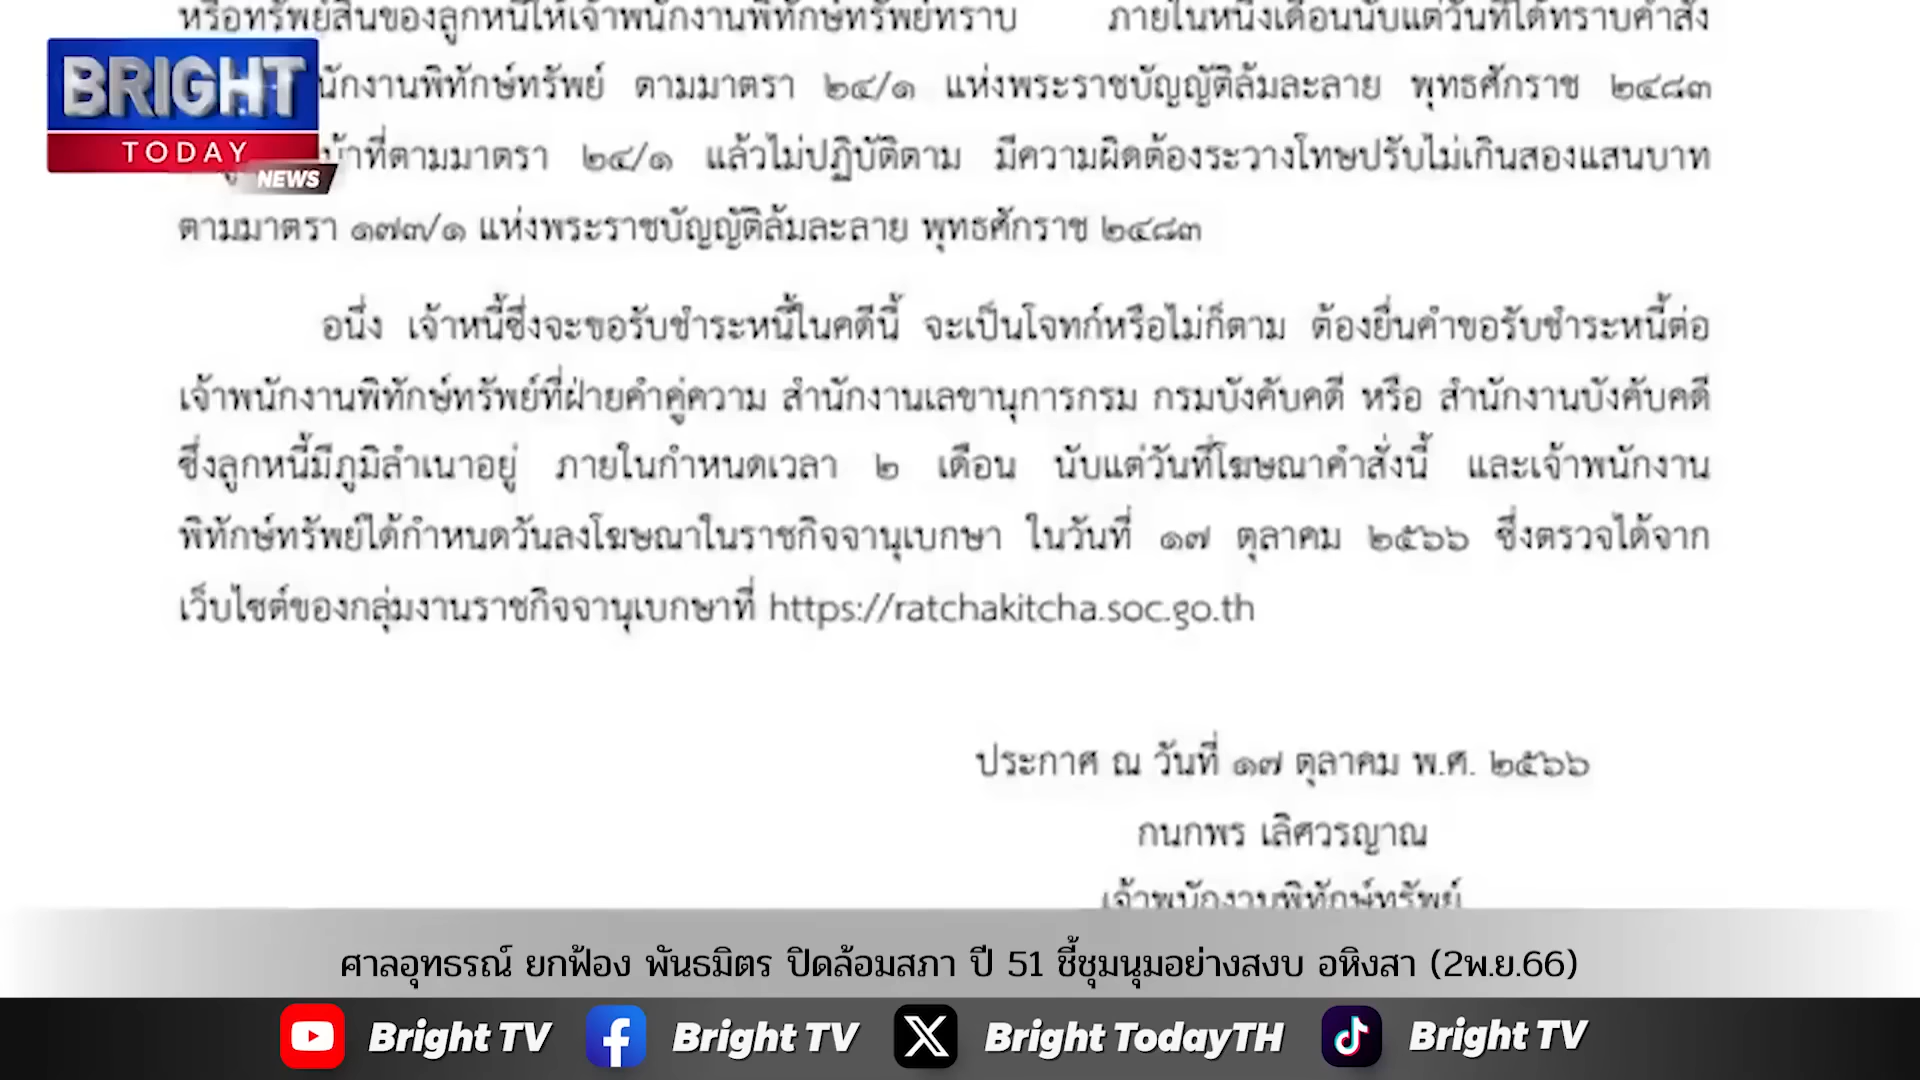 หรือทรัพย์สินของลูกหนี้ให้เจ้าพนักงานพิทักษ์ทรัพย์ทราบ ภายในหนึ่งเดือนนับแต่วันที่ได้ทราบคำสั่ง
BRIGHT
TODAY
NEWS
นักงานพิทักษ์ทรัพย์ ตามมาตรา ๒๔/๑ แห่งพระราชบัญญัติล้มละลาย พุทธศักราช ๒๔๘๓
น้าที่ตามมาตรา ๒๔/๑ แล้วไม่ปฏิบัติตาม มีความผิดต้องระวางโทษปรับไม่เกินสองแสนบาท
ตามมาตรา ๑๗๓/๑ แห่งพระราชบัญญัติล้มละลาย พุทธศักราช ๒๔๘๓
อนึ่ง เจ้าหนี้ซึ่งจะขอรับชำระหนี้ในคดีนี้ จะเป็นโจทก์หรือไม่ก็ตาม ต้องยื่นคำขอรับชำระหนี้ต่อ
เจ้าพนักงานพิทักษ์ทรัพย์ที่ฝ่ายคำคู่ความ สำนักงานเลขานุการกรม กรมบังคับคดี หรือ สำนักงานบังคับคดี
ซึ่งลูกหนี้มีภูมิลำเนาอยู่ ภายในกำหนดเวลา ๒ เดือน นับแต่วันที่โฆษณาคำสั่งนี้ และเจ้าพนักงาน
พิทักษ์ทรัพย์ได้กำหนดวันลงโฆษณาในราชกิจจานุเบกษา ในวันที่ ๑๗ ตุลาคม ๒๕๖๖ ซึ่งตรวจได้จาก
เว็บไซต์ของกลุ่มงานราชกิจจานุเบกษาที่ https://ratchakitcha.soc.go.th
ประกาศ ณ วันที่ ๑๗ ตุลาคม พ.ศ. ๒๕๖๖
กนกพร เลิศวรญาณ
เจ้าพนักงานพิทักษ์ทรัพย์
ศาลอุทธรณ์ ยกฟ้อง พันธมิตร ปิดล้อมสภา ปี 51 ชี้ชุมนุมอย่างสงบ อหิงสา (2พ.ย.66)
Bright TV Bright TV Bright TodayTH Bright TV